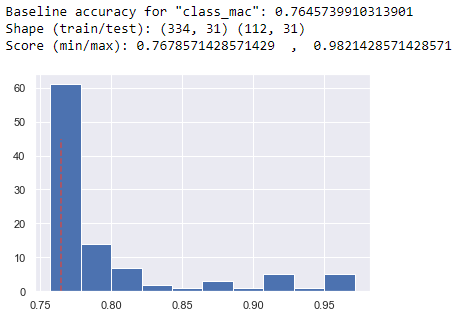 Baseline accuracy for "class_mac": 0.7645739910313901
Shape (train/test): (334, 31) (112, 31)
Score (min/max): 0.7678571428571429  ,  0.9821428571428571
60
50
40
30
20
10
0
0.75 0.80 0.85 0.90 0.95